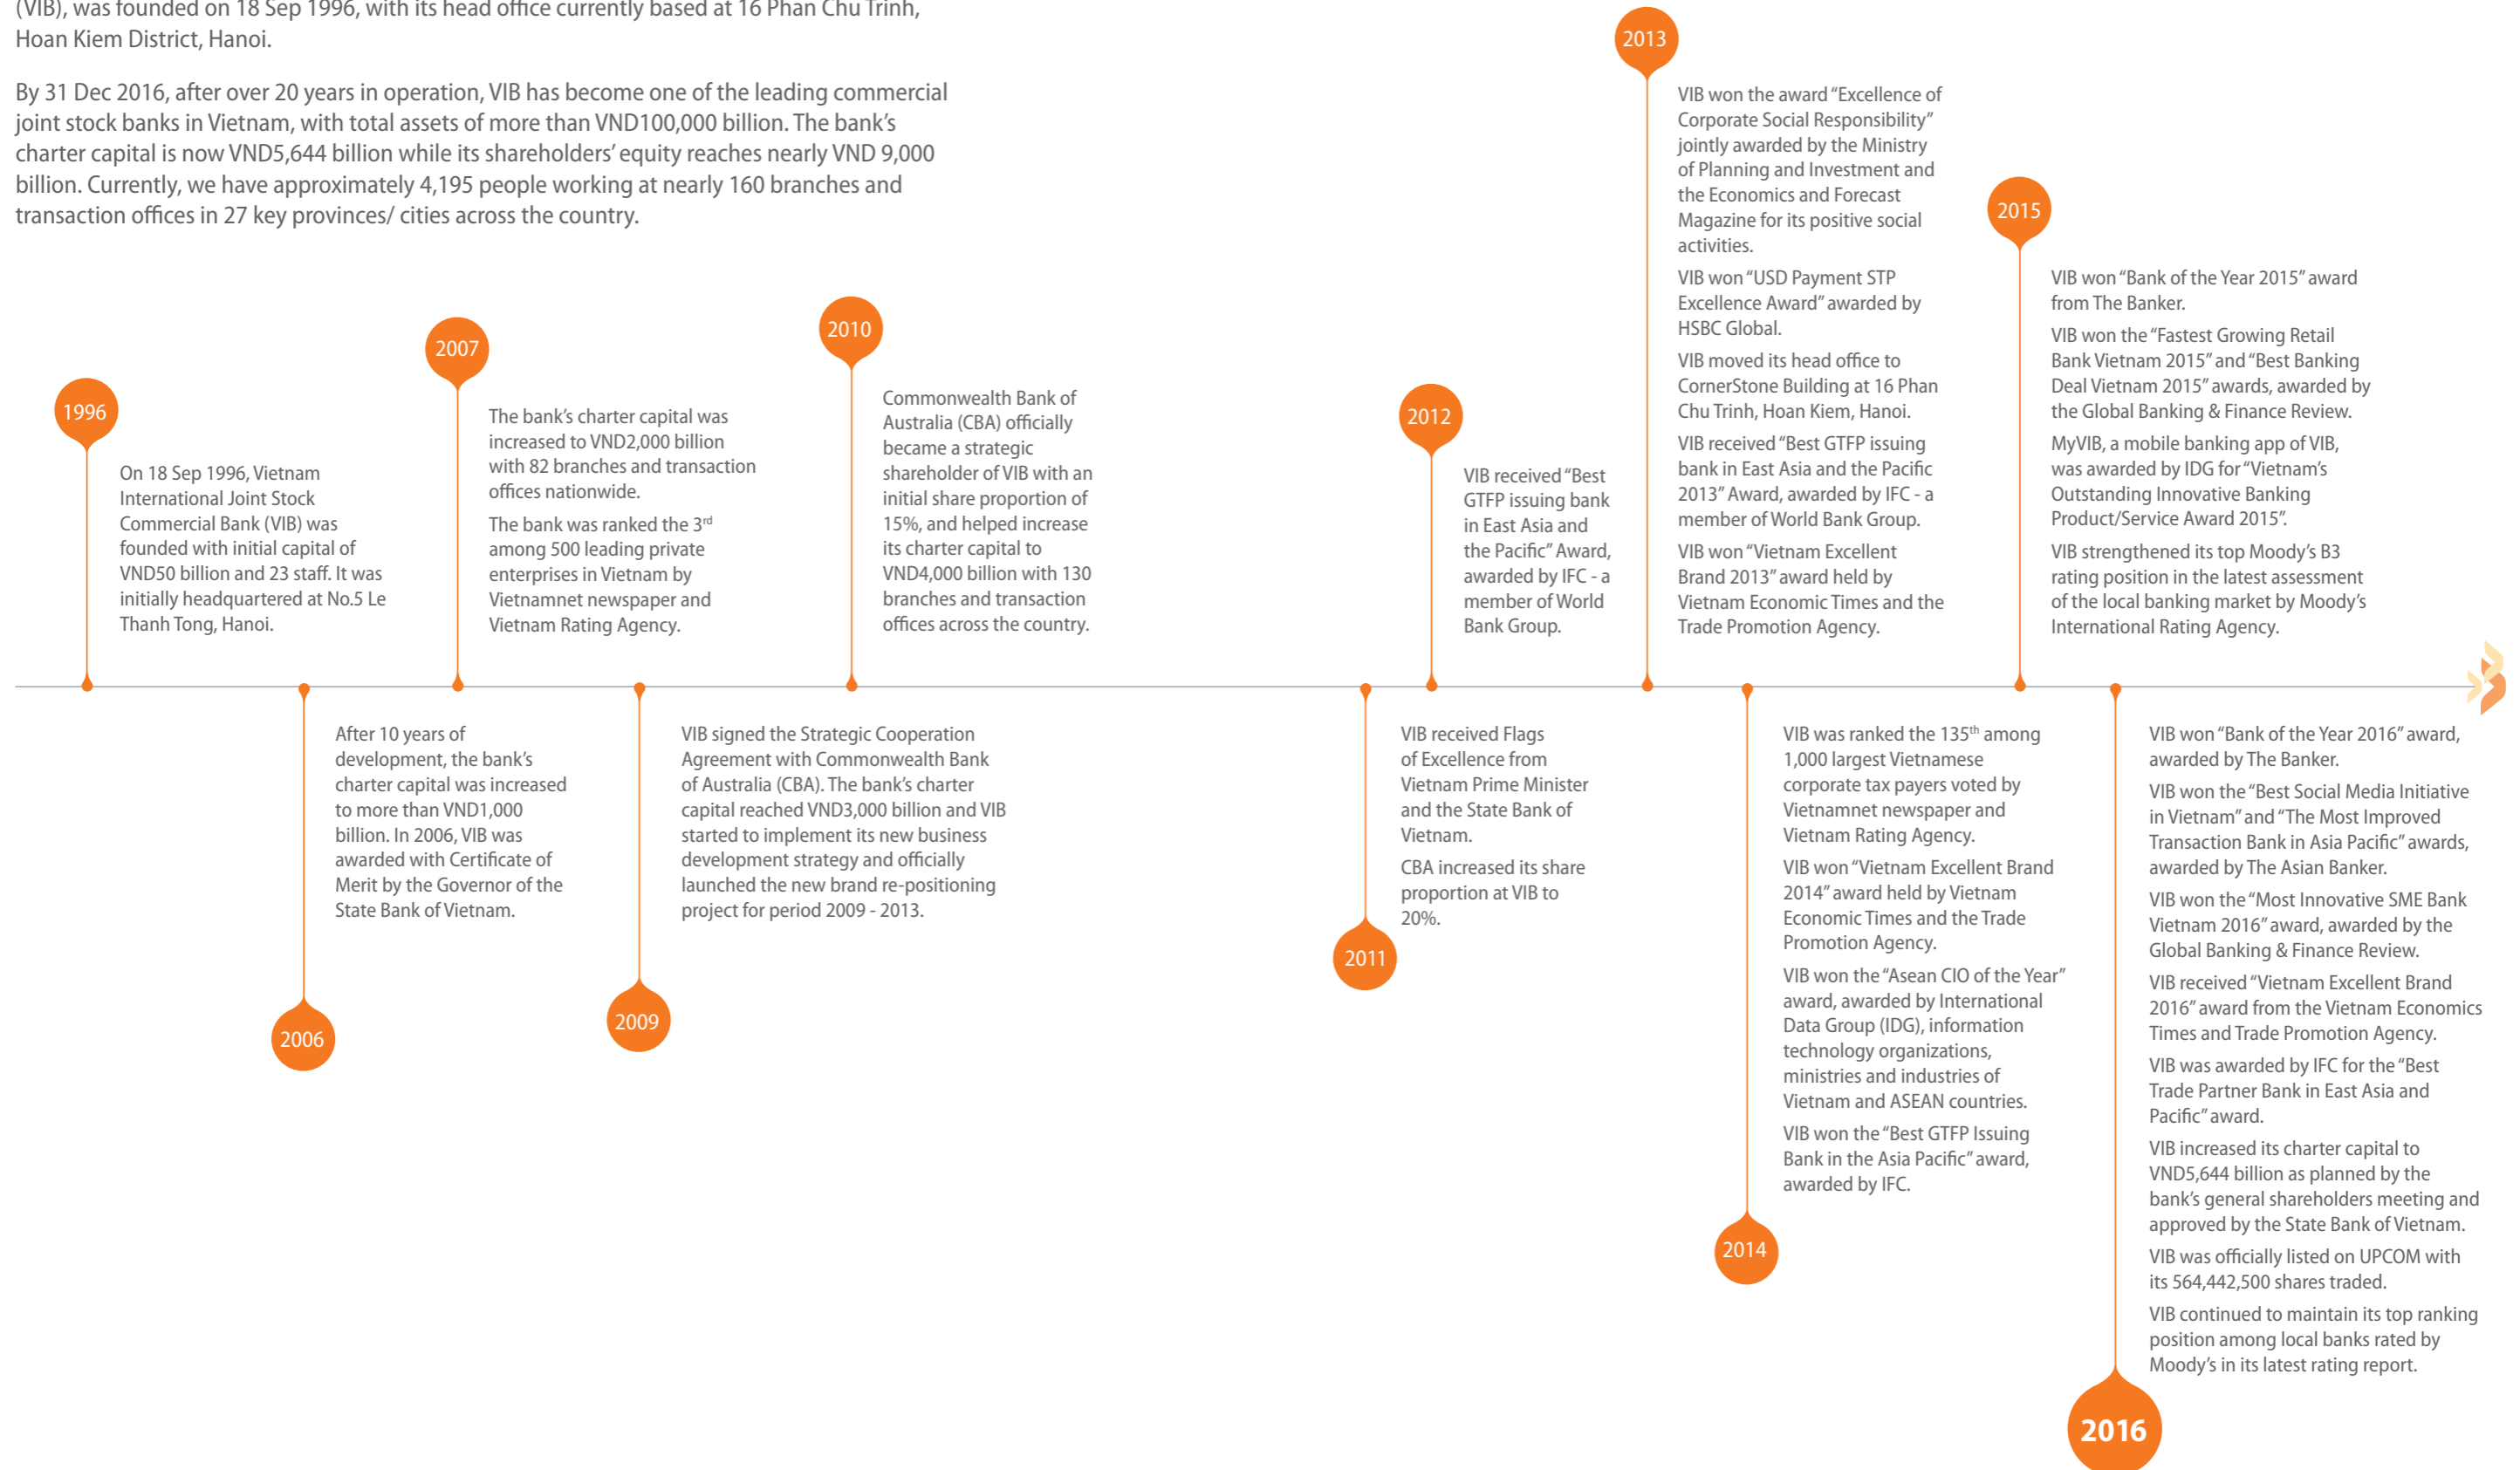 (VIB), was founded on 18 Sep 1996, with its head office currently based at 16 Phan Chu Trinh,
Hoan Kiem District, Hanoi.
By 31 Dec 2016, after over 20 years in operation, VIB has become one of the leading commercial
joint stock banks in Vietnam, with total assets of more than VND100,000 billion. The bank’s
charter capital is now VND5,644 billion while its shareholders’ equity reaches nearly VND 9,000
billion. Currently, we have approximately 4,195 people working at nearly 160 branches and
transaction offices in 27 key provinces/ cities across the country.
1996
On 18 Sep 1996, Vietnam
International Joint Stock
Commercial Bank (VIB) was
founded with initial capital of
VND50 billion and 23 staff. It was
initially headquartered at No.5 Le
Thanh Tong, Hanoi.
After 10 years of
development, the bank’s
charter capital was increased
to more than VND1,000
billion. In 2006, VIB was
awarded with Certificate of
Merit by the Governor of the
State Bank of Vietnam.
2006
2007
The bank’s charter capital was
increased to VND2,000 billion
with 82 branches and transaction
offices nationwide.
The bank was ranked the 3rd
among 500 leading private
enterprises in Vietnam by
Vietnamnet newspaper and
Vietnam Rating Agency.
VIB signed the Strategic Cooperation
Agreement with Commonwealth Bank
of Australia (CBA). The bank’s charter
capital reached VND3,000 billion and VIB
started to implement its new business
development strategy and officially
launched the new brand re-positioning
project for period 2009 - 2013.
2009
2010
Commonwealth Bank of
Australia (CBA) officially
became a strategic
shareholder of VIB with an
initial share proportion of
15%, and helped increase
its charter capital to
VND4,000 billion with 130
branches and transaction
offices across the country.
VIB received Flags
of Excellence from
Vietnam Prime Minister
and the State Bank of
Vietnam.
CBA increased its share
proportion at VIB to
20%.
2011
2012
VIB received “Best
GTFP issuing bank
in East Asia and
the Pacific” Award,
awarded by IFC - a
member of World
Bank Group.
2013
VIB won the award “Excellence of
Corporate Social Responsibility”
jointly awarded by the Ministry
of Planning and Investment and
the Economics and Forecast
Magazine for its positive social
activities.
VIB won “USD Payment STP
Excellence Award” awarded by
HSBC Global.
VIB moved its head office to
CornerStone Building at 16 Phan
Chu Trinh, Hoan Kiem, Hanoi.
VIB received “Best GTFP issuing
bank in East Asia and the Pacific
2013” Award, awarded by IFC - a
member of World Bank Group.
VIB won “Vietnam Excellent
Brand 2013” award held by
Vietnam Economic Times and the
Trade Promotion Agency.
VIB was ranked the 135th among
1,000 largest Vietnamese
corporate tax payers voted by
Vietnamnet newspaper and
Vietnam Rating Agency.
VIB won “Vietnam Excellent Brand
2014” award held by Vietnam
Economic Times and the Trade
Promotion Agency.
VIB won the “Asean CIO of the Year”
award, awarded by International
Data Group (IDG), information
technology organizations,
ministries and industries of
Vietnam and ASEAN countries.
VIB won the “Best GTFP Issuing
Bank in the Asia Pacific” award,
awarded by IFC.
2014
2015
VIB won “Bank of the Year 2015” award
from The Banker.
VIB won the “Fastest Growing Retail
Bank Vietnam 2015” and “Best Banking
Deal Vietnam 2015” awards, awarded by
the Global Banking & Finance Review.
MyVIB, a mobile banking app of VIB,
was awarded by IDG for “Vietnam’s
Outstanding Innovative Banking
Product/Service Award 2015”.
VIB strengthened its top Moody’s B3
rating position in the latest assessment
of the local banking market by Moody’s
International Rating Agency.
VIB won “Bank of the Year 2016” award,
awarded by The Banker.
VIB won the “Best Social Media Initiative
in Vietnam” and “The Most Improved
Transaction Bank in Asia Pacific” awards,
awarded by The Asian Banker.
VIB won the “Most Innovative SME Bank
Vietnam 2016” award, awarded by the
Global Banking & Finance Review.
VIB received “Vietnam Excellent Brand
2016” award from the Vietnam Economics
Times and Trade Promotion Agency.
VIB was awarded by IFC for the “Best
Trade Partner Bank in East Asia and
Pacific” award.
VIB increased its charter capital to
VND5,644 billion as planned by the
bank’s general shareholders meeting and
approved by the State Bank of Vietnam.
VIB was officially listed on UPCOM with
its 564,442,500 shares traded.
VIB continued to maintain its top ranking
position among local banks rated by
Moody’s in its latest rating report.
2016